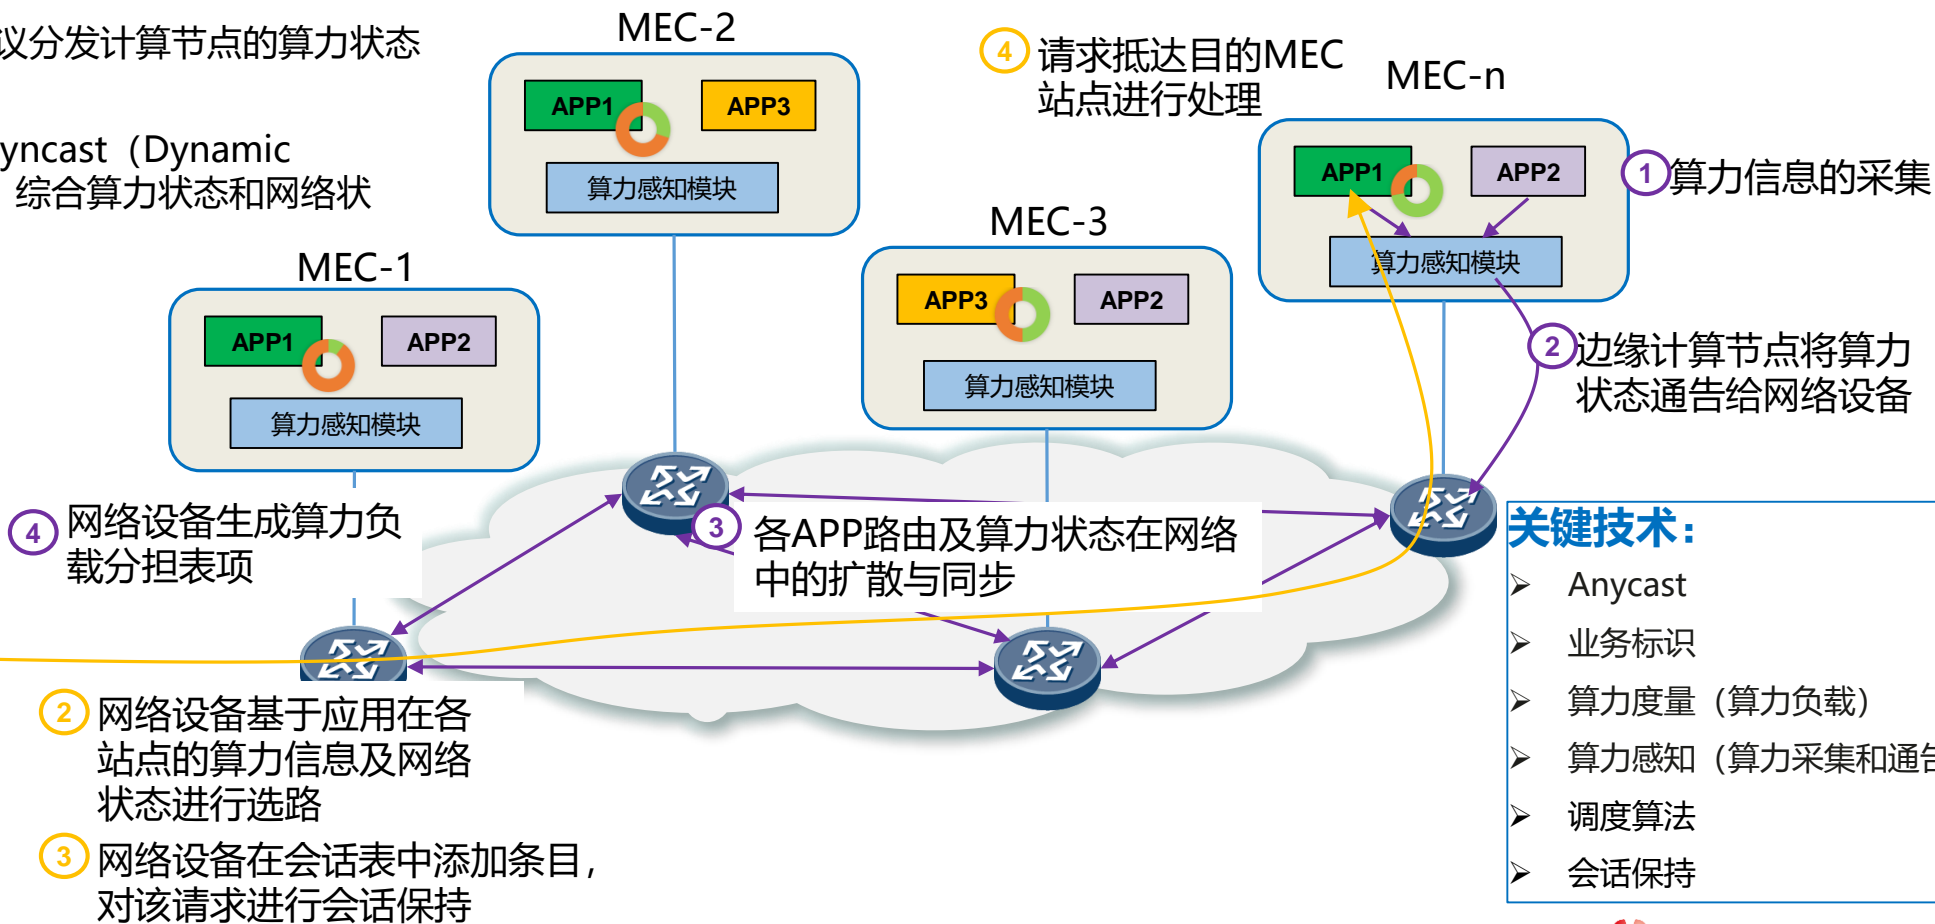 议分发计算节点的算力状态
yncast（Dynamic
综合算力状态和网络状
MEC-2
APP1
APP3
算力感知模块
4
请求抵达目的MEC
站点进行处理
MEC-n
APP1
APP2
算力感知模块
1
算力信息的采集
MEC-1
APP1
APP2
算力感知模块
MEC-3
APP3
APP2
算力感知模块
2
边缘计算节点将算力
状态通告给网络设备
4
网络设备生成算力负
载分担表项
3
各APP路由及算力状态在网络
中的扩散与同步
2
网络设备基于应用在各
站点的算力信息及网络
状态进行选路
3
网络设备在会话表中添加条目，
对该请求进行会话保持
关键技术：
➢ Anycast
➢ 业务标识
➢ 算力度量（算力负载）
➢ 算力感知（算力采集和通告
➢ 调度算法
➢ 会话保持